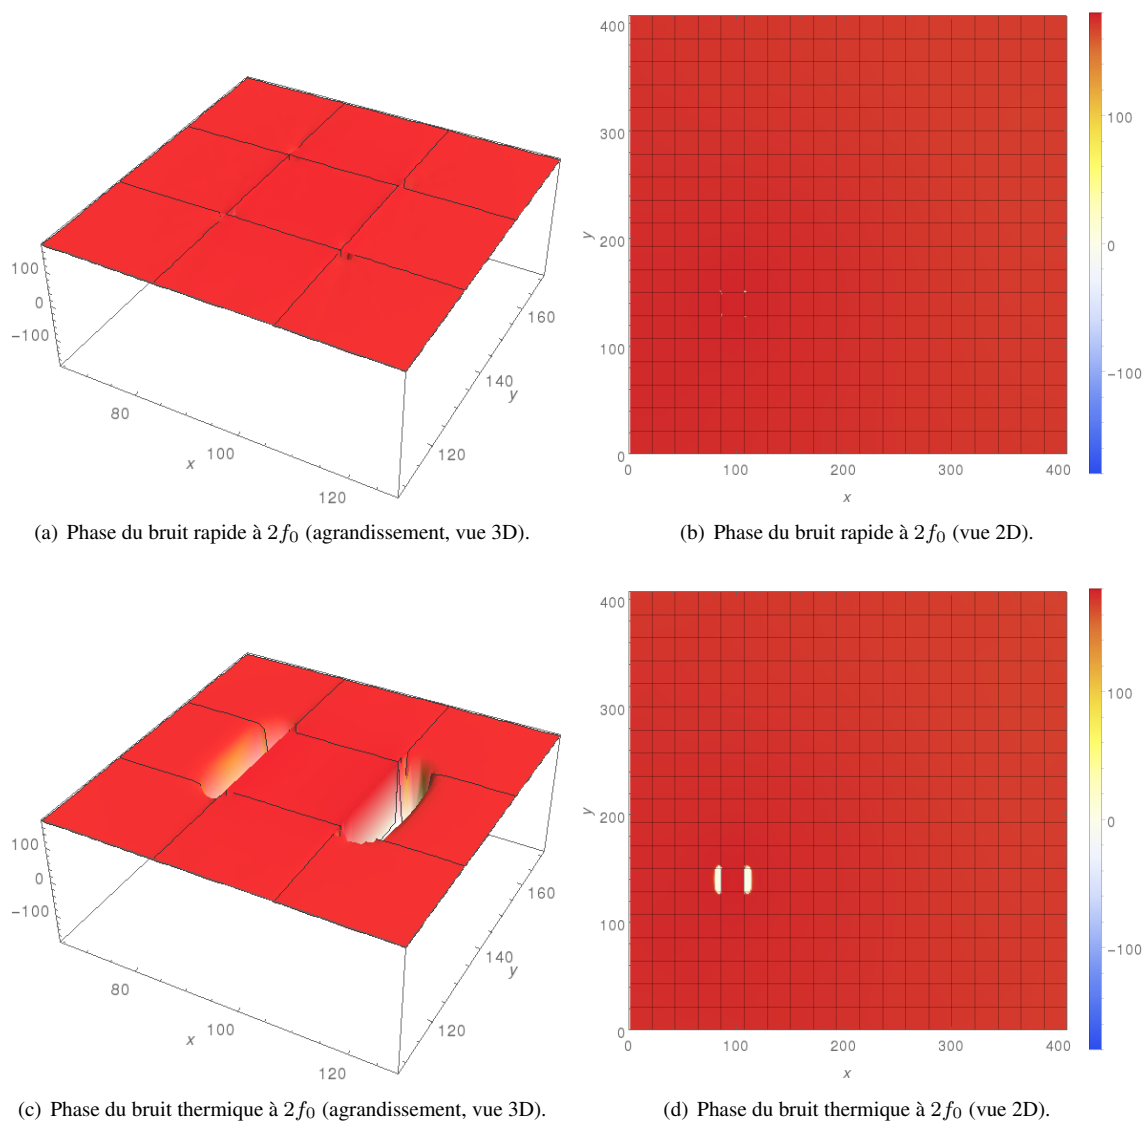 100
0
−100
80
100
120
x
120
140
160
y
400
300
200
100
0
y
0 100 200 300 400
x
100
0
−100
(a) Phase du bruit rapide à 2f₀ (agrandissement, vue 3D).
(b) Phase du bruit rapide à 2f₀ (vue 2D).
100
0
−100
80
100
120
x
120
140
160
y
400
300
200
100
0
y
0 100 200 300 400
x
100
0
−100
(c) Phase du bruit thermique à 2f₀ (agrandissement, vue 3D).
(d) Phase du bruit thermique à 2f₀ (vue 2D).